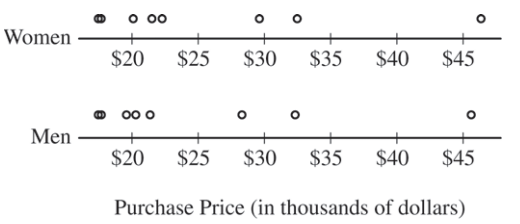 Women
$20 $25 $30 $35 $40 $45
Men
$20 $25 $30 $35 $40 $45
Purchase Price (in thousands of dollars)